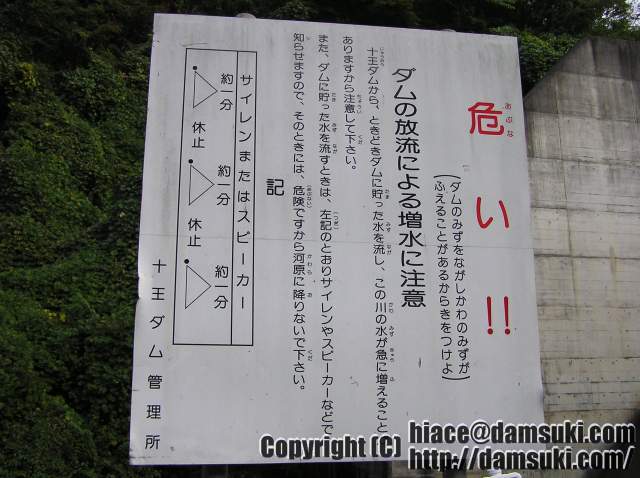 危い!!
あぶな
(ダムのみずをながしかわのみずが
ふえることがあるからきをつけよ)
ダムの放流による増水に注意
十王ダムから、ときどきダムに貯った水を流し、この川の水が急に増えること
ありますから注意して下さい。
また、ダムに貯った水を流すときは、左記のとおりサイレンやスピーカーなどで
知らせますので、そのときには、危険ですから河原に降りないで下さい。
記
サイレンまたはスピーカー
約一分 約一分 約一分
休止 休止
十王ダム管理所
Copyright (C) hiace@damsuki.com
http://damsuki.com/